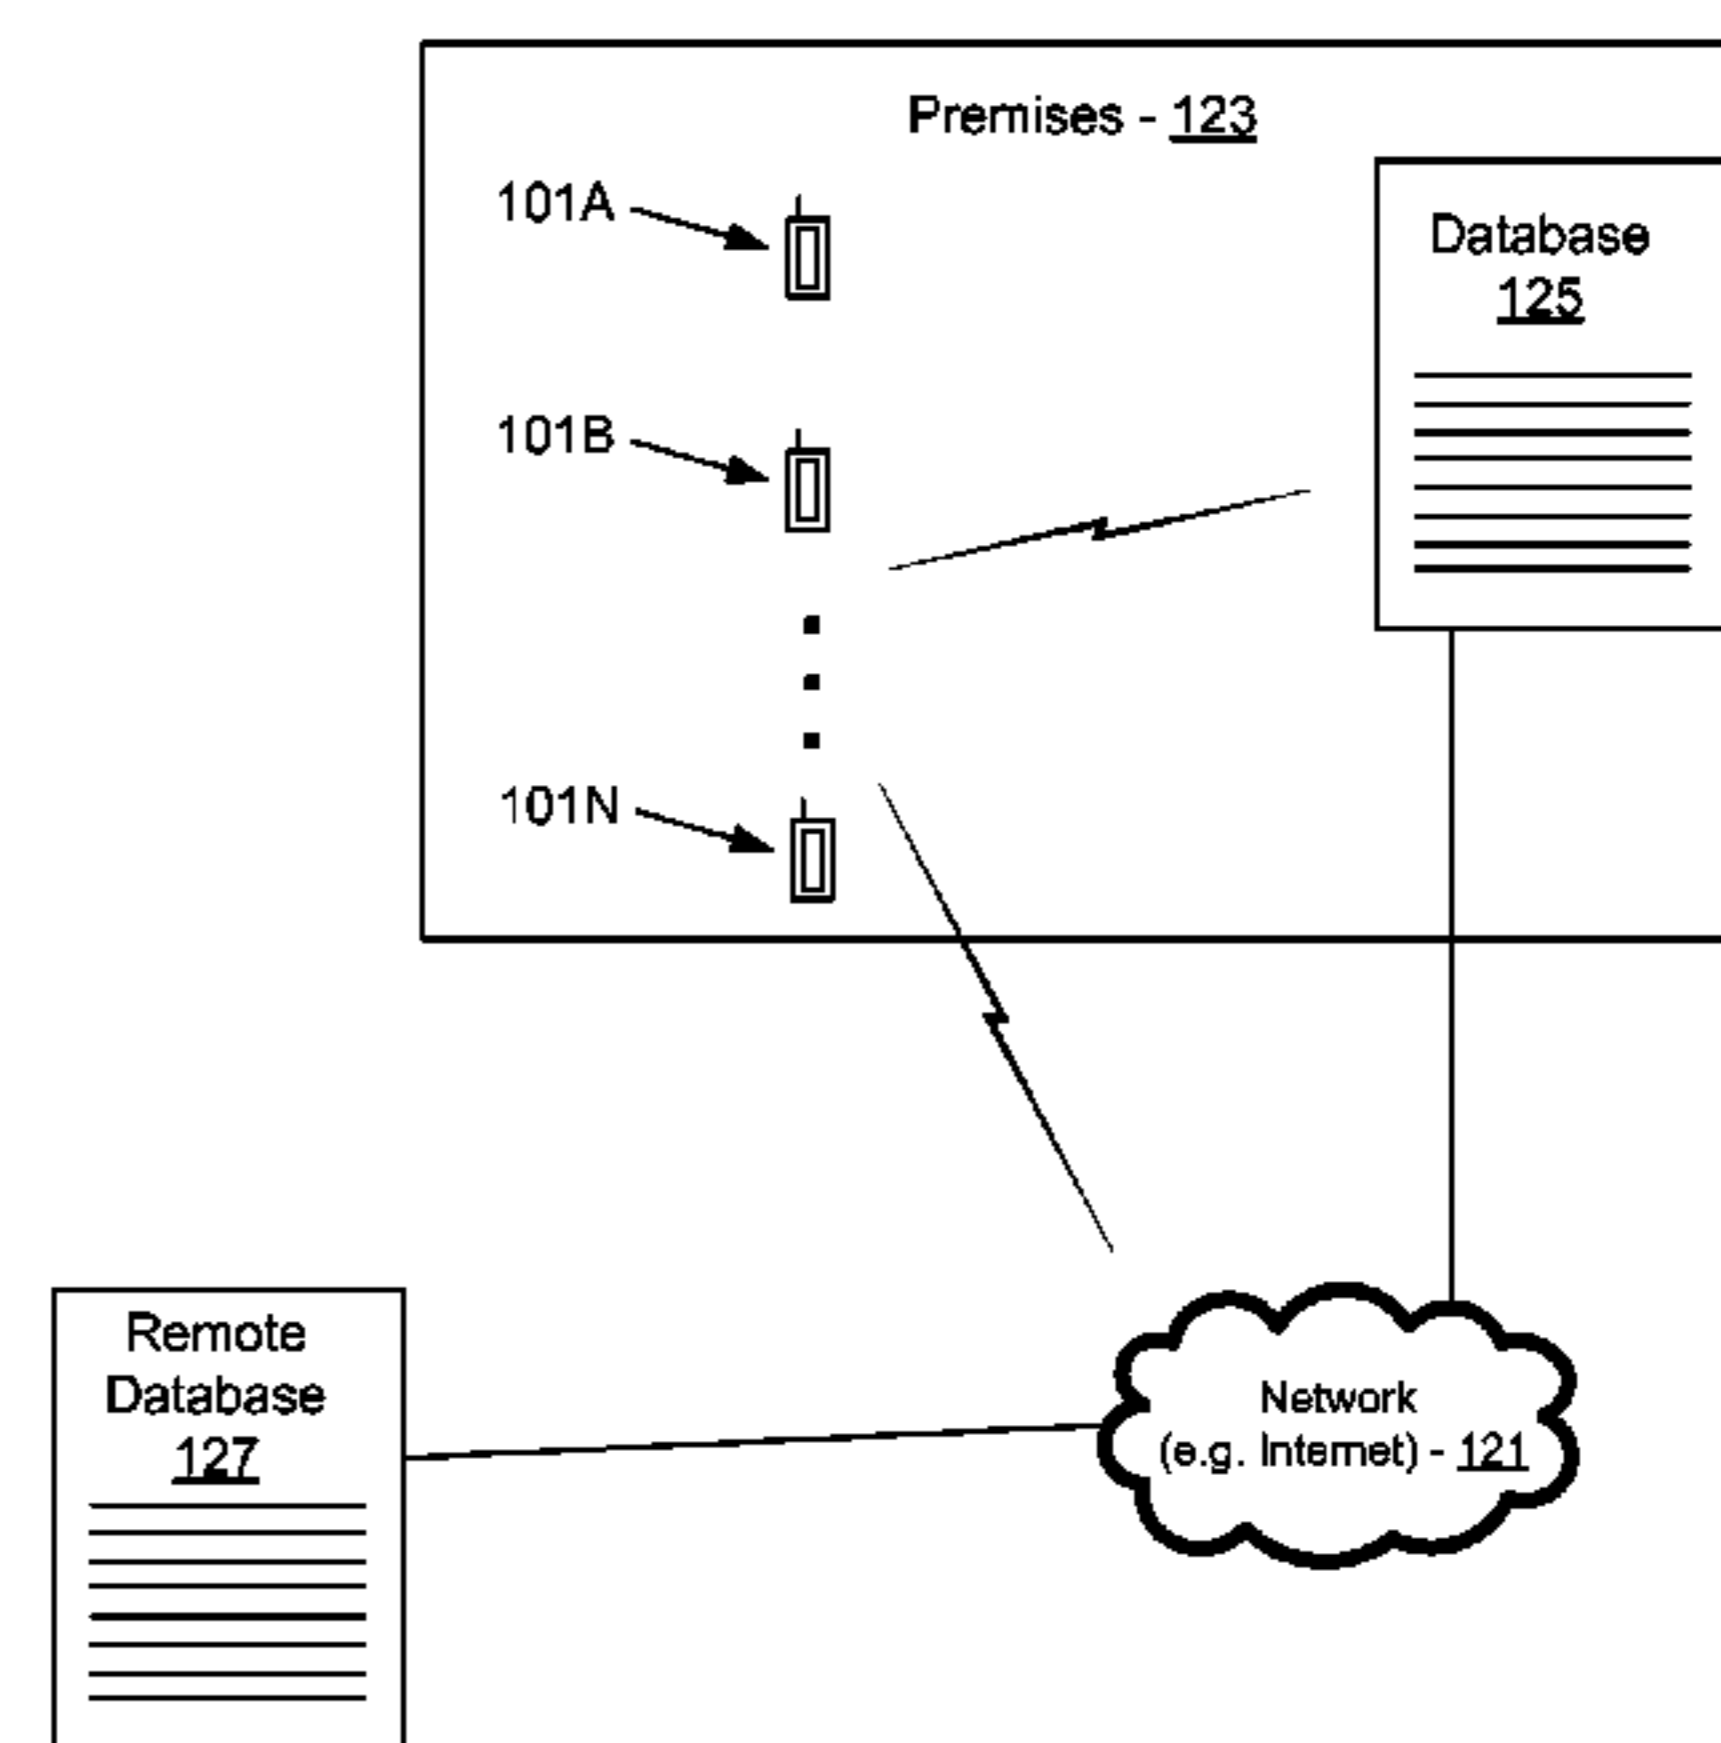 Premises - 123
101A
Database
125
101B
101N
Remote
Database
127
Network
(e.g. Internet) - 121